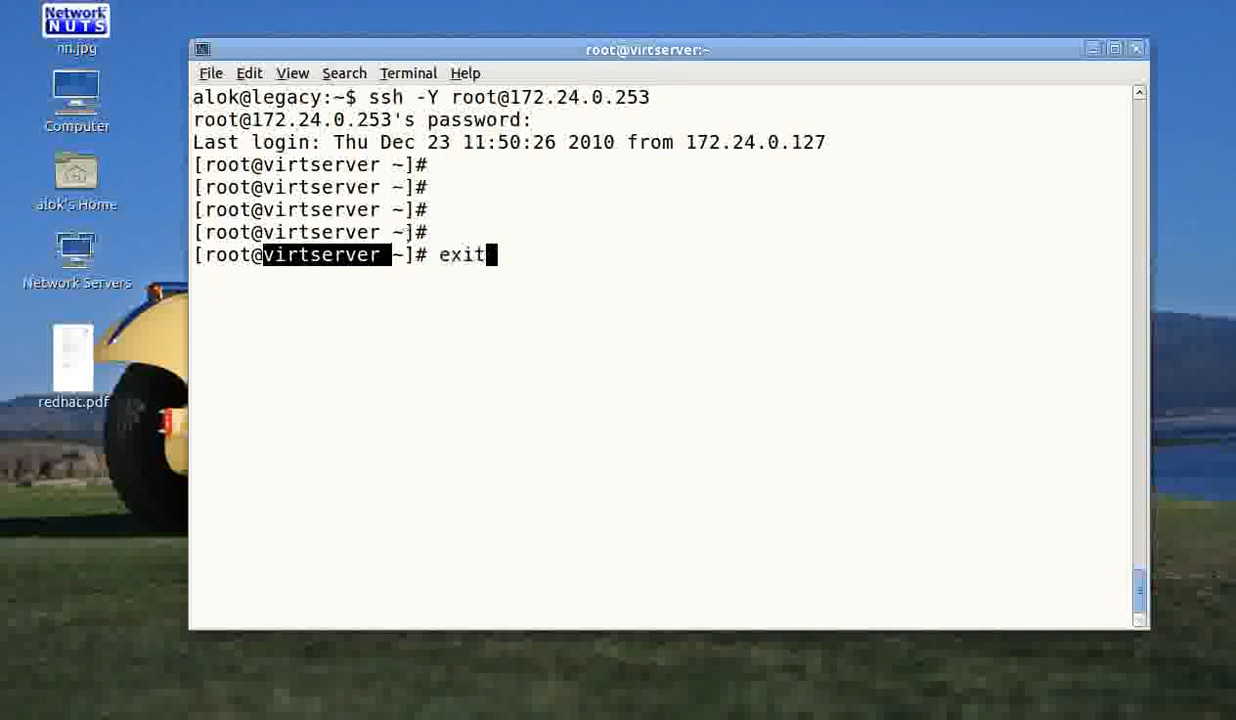 Network
NUTS
nn.jpg
Computer
alok's Home
Network Servers
redhat.pdf
root@virtserver:~
File Edit View Search Terminal Help
alok@legacy:~$ ssh -Y root@172.24.0.253
root@172.24.0.253's password:
Last login: Thu Dec 23 11:50:26 2010 from 172.24.0.127
[root@virtserver ~]#
[root@virtserver ~]#
[root@virtserver ~]#
[root@virtserver ~]#
[root@virtserver ~]# exit